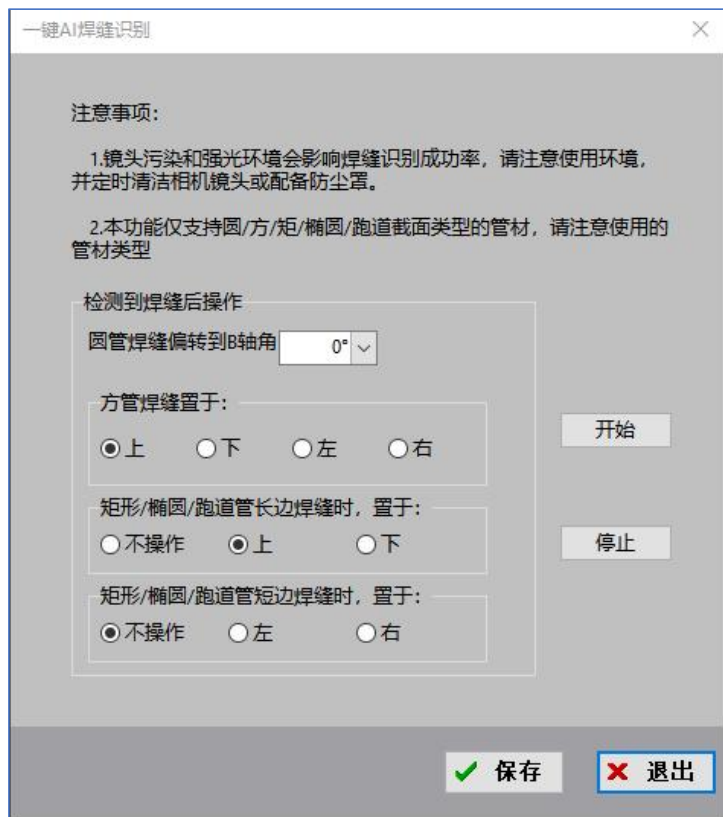 一键AI焊缝识别
注意事项：
1.镜头污染和强光环境会影响焊缝识别成功率，请注意使用环境，
并定时清洁相机镜头或配备防尘罩。
2.本功能仅支持圆/方/矩/椭圆/跑道截面类型的管材，请注意使用的
管材类型
检测到焊缝后操作
圆管焊缝偏转到B轴角 0°
方管焊缝置于：
上 下 左 右
开始
矩形/椭圆/跑道管长边焊缝时，置于：
不操作 上 下
停止
矩形/椭圆/跑道管短边焊缝时，置于：
不操作 左 右
保存 退出